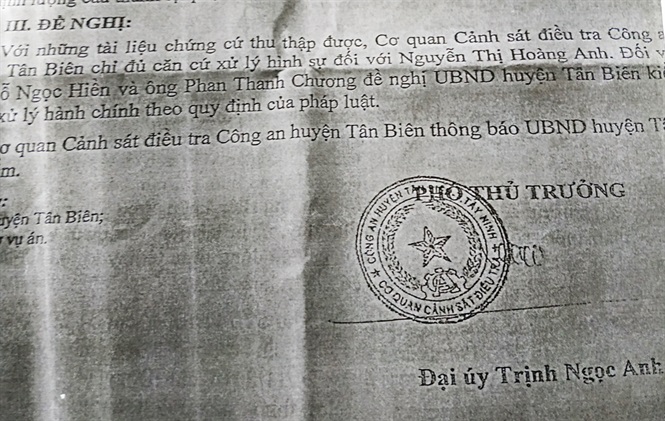 III. ĐỀ NGHỊ:
Với những tài liệu chứng cứ thu thập được, Cơ quan Cảnh sát điều tra Công a
Tân Biên chỉ đủ căn cứ xử lý hình sự đối với Nguyễn Thị Hoàng Anh. Đối v
ỗ Ngọc Hiên và ông Phan Thanh Chương đề nghị UBND huyện Tân Biên ki
xử lý hành chính theo quy định của pháp luật.
ơ quan Cảnh sát điều tra Công an huyện Tân Biên thông báo UBND huyện Tâ
m.
:
uyện Tân Biên;
vụ án.
PHÓ THỦ TRƯỞNG
CÔNG AN HUYỆN TÂ TÂY NINH
CƠ QUAN CẢNH SÁT ĐIỀU TRA
CA
Đại úy Trịnh Ngọc Anh